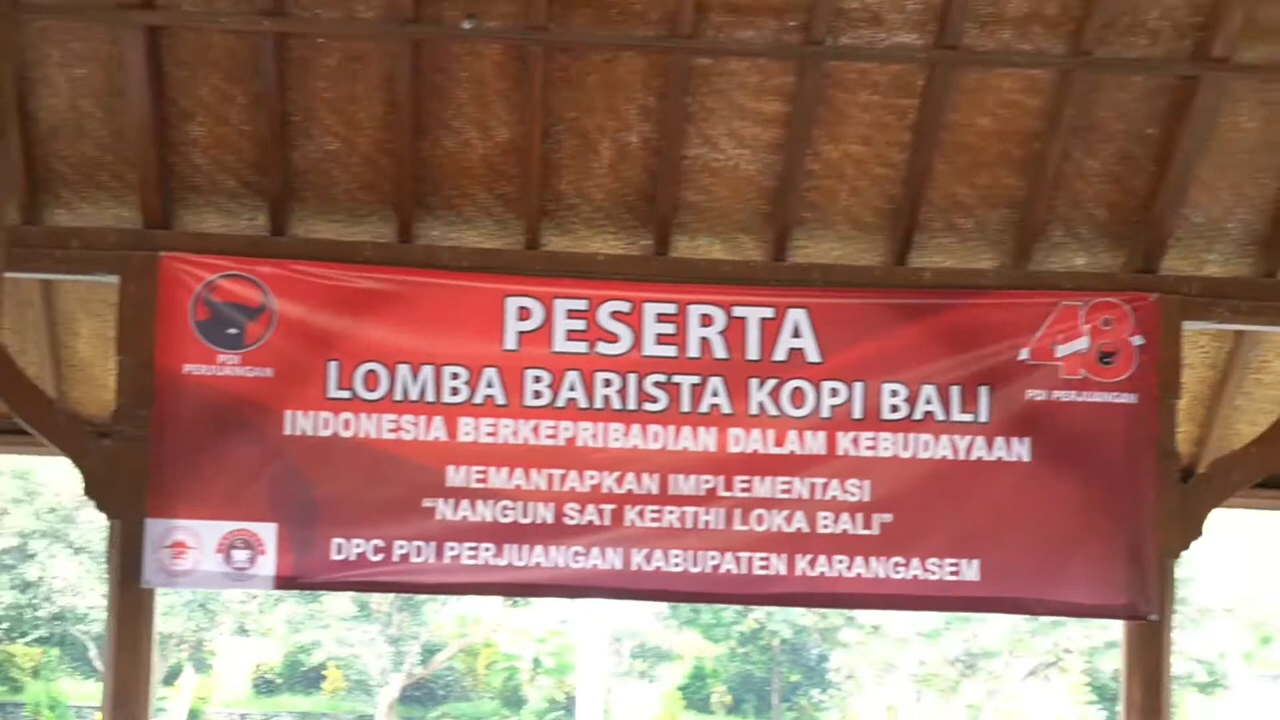 PESERTA
LOMBA BARISTA KOPI BALI
INDONESIA BERKEPRIBADIAN DALAM KEBUDAYAAN
MEMANTAPKAN IMPLEMENTASI
“NANGUN SAT KERTHI LOKA BALI”
DPC PDI PERJUANGAN KABUPATEN KARANGASEM
PDI
PERJUANGAN
48
PDI PERJUANGAN